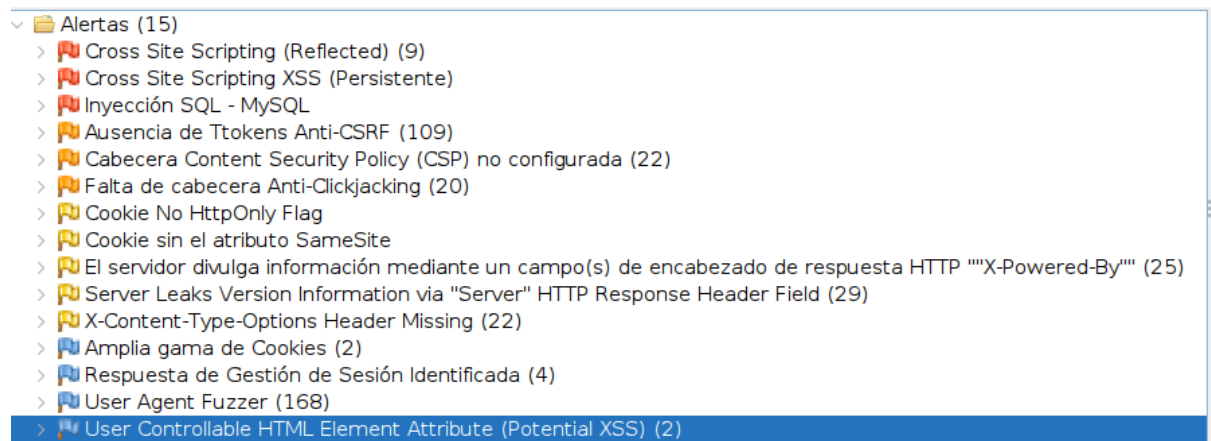 Alertas (15)
Cross Site Scripting (Reflected) (9)
Cross Site Scripting XSS (Persistente)
Inyección SQL - MySQL
Ausencia de Ttokens Anti-CSRF (109)
Cabecera Content Security Policy (CSP) no configurada (22)
Falta de cabecera Anti-Clickjacking (20)
Cookie No HttpOnly Flag
Cookie sin el atributo SameSite
El servidor divulga información mediante un campo(s) de encabezado de respuesta HTTP ""X-Powered-By"" (25)
Server Leaks Version Information via "Server" HTTP Response Header Field (29)
X-Content-Type-Options Header Missing (22)
Amplia gama de Cookies (2)
Respuesta de Gestión de Sesión Identificada (4)
User Agent Fuzzer (168)
User Controllable HTML Element Attribute (Potential XSS) (2)